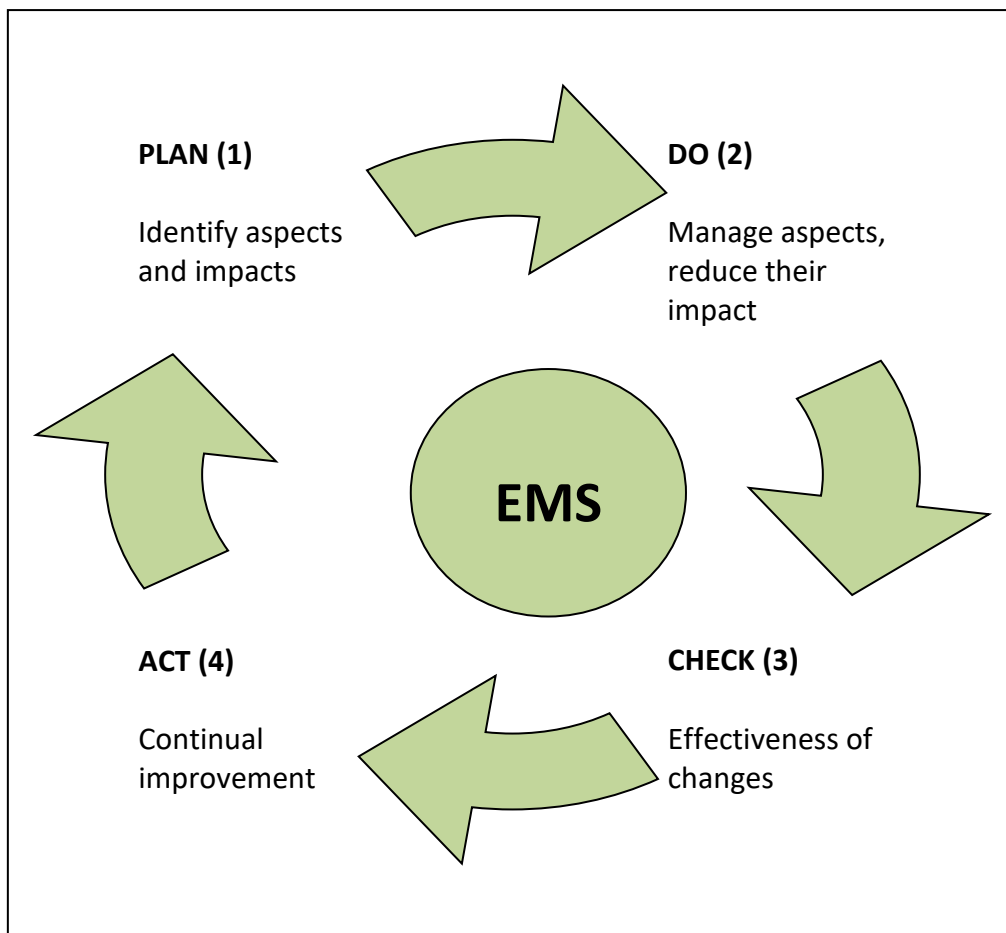 PLAN (1)
Identify aspects
and impacts
DO (2)
Manage aspects,
reduce their
impact
EMS
ACT (4)
Continual
improvement
CHECK (3)
Effectiveness of
changes